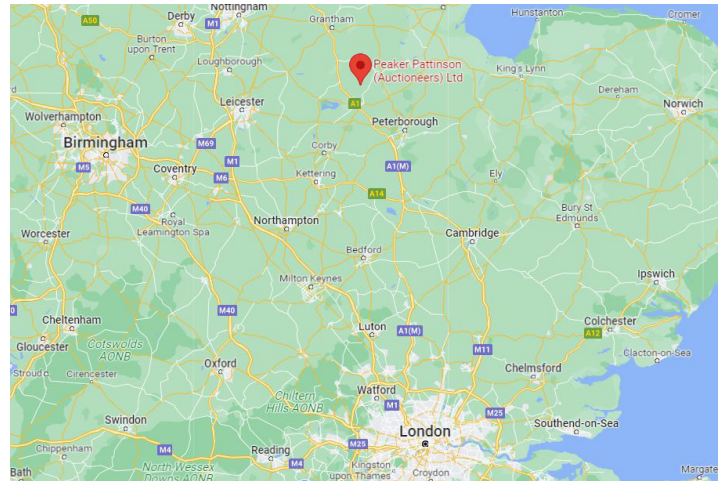 Nottingham
Derby
Grantham
Hunstanton
Cromer
A50
M1
Burton
upon Trent
Loughborough
Peaker Pattinson
(Auctioneers) Ltd
King's Lynn
Dereham
Norwich
Leicester
A1
Wolverhampton
Peterborough
Birmingham
M69
Corby
M5
Coventry
M1
M6
Kettering
A1(M)
Ely
A14
M40
Royal
Leamington Spa
Northampton
Bury St
Edmunds
Worcester
Cambridge
Bedford
Milton Keynes
Ipswich
M40
Cheltenham
Luton
A1(M)
Colchester
A12
Gloucester
Cotswolds
AONB
M11
Clacton-on-Sea
Stroud
Cirencester
Oxford
Chelmsford
Chiltern
Hills AONB
Watford
M1
M25
Swindon
London
Southend-on-Sea
Chippenham
M4
Reading
M25
Bath
North Wessex
Downs AONB
M4
Kingston
upon Thames
Croydon
Margate